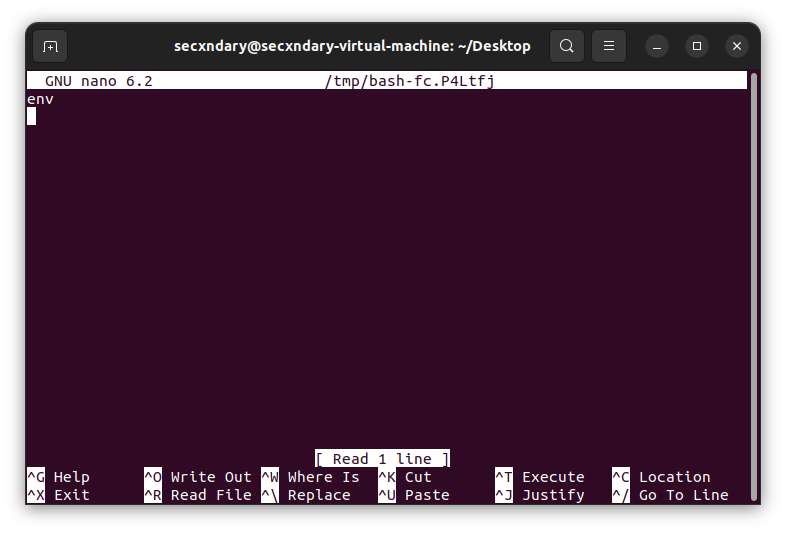 secxndary@secxndary-virtual-machine: ~/Desktop
GNU nano 6.2 /tmp/bash-fc.P4Ltfj
env
[ Read 1 line ]
^G Help ^O Write Out ^W Where Is ^K Cut ^T Execute ^C Location
^X Exit ^R Read File ^\ Replace ^U Paste ^J Justify ^/ Go To Line